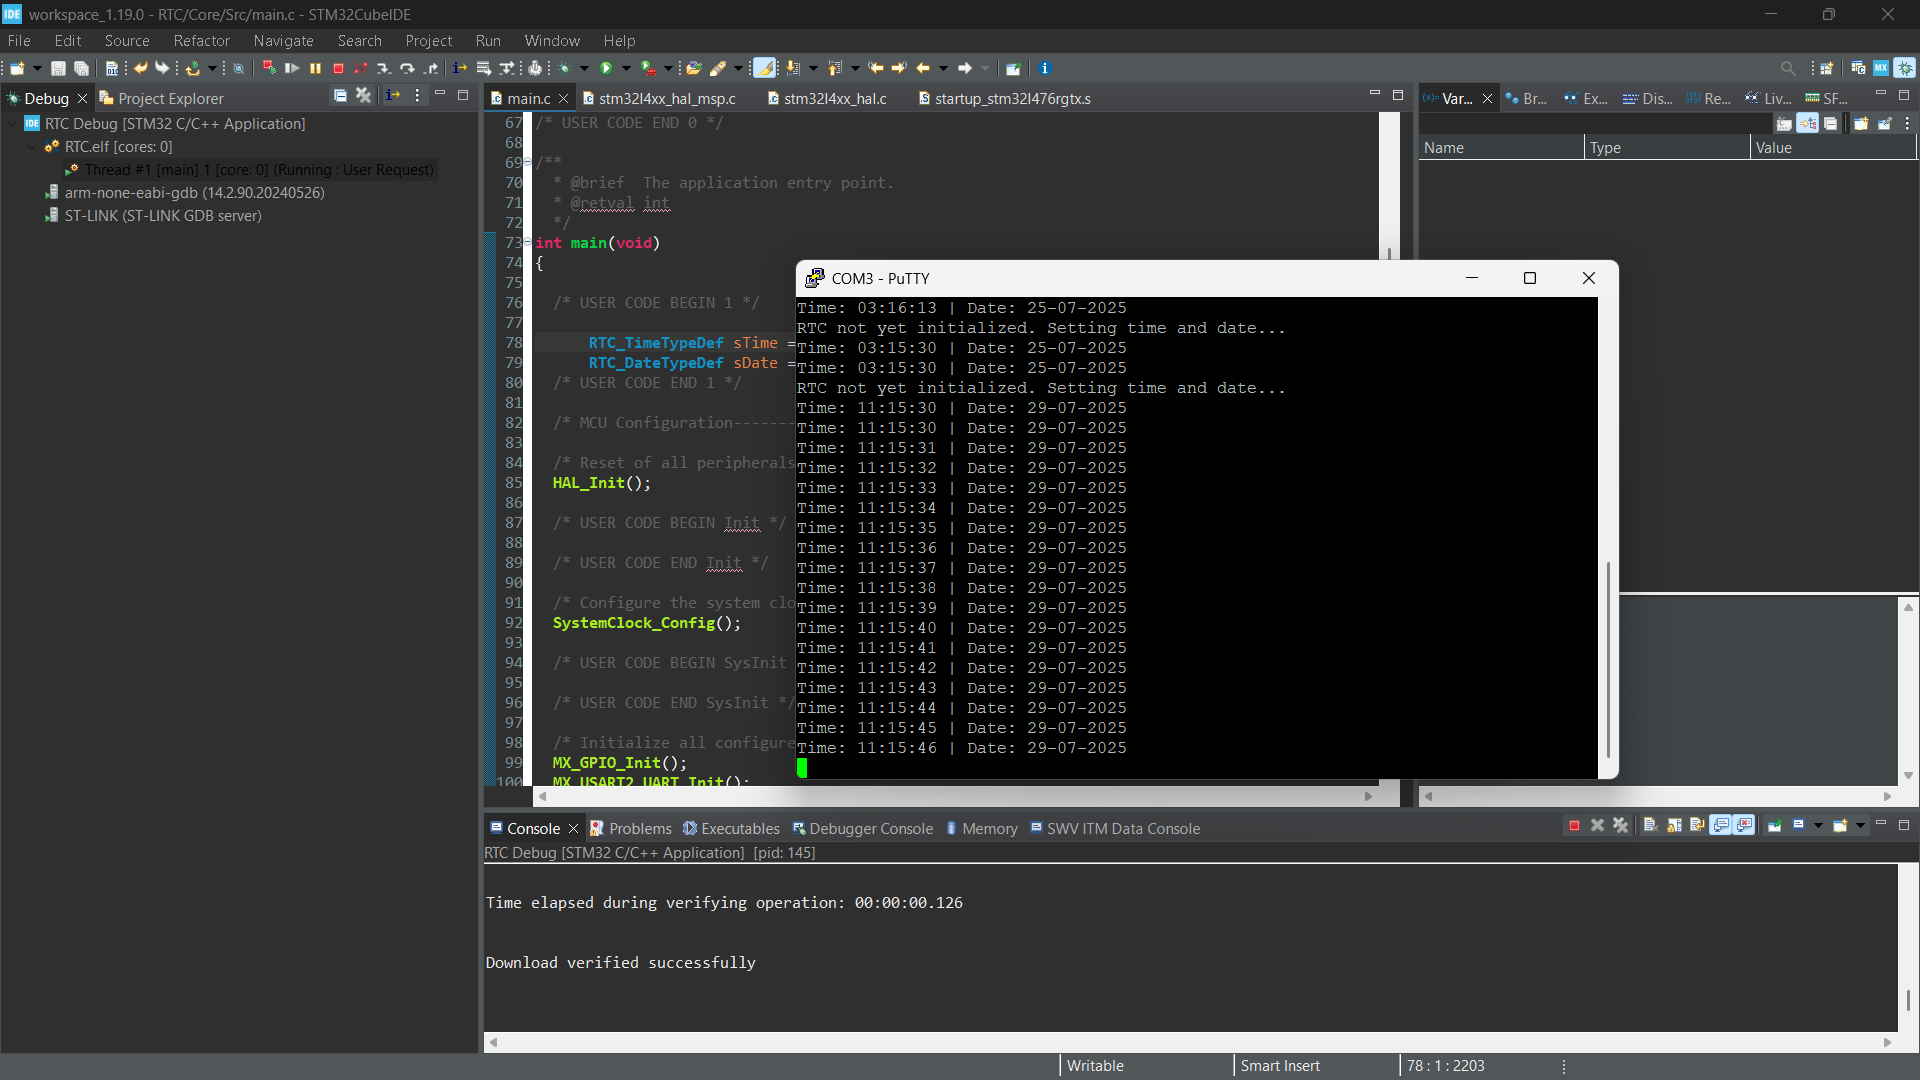 IDE workspace_1.19.0 - RTC/Core/Src/main.c - STM32CubeIDE
File Edit Source Refactor Navigate Search Project Run Window Help
Debug Project Explorer
IDE RTC Debug [STM32 C/C++ Application]
RTC.elf [cores: 0]
Thread #1 [main] 1 [core: 0] (Running : User Request)
arm-none-eabi-gdb (14.2.90.20240526)
ST-LINK (ST-LINK GDB server)
main.c stm32l4xx_hal_msp.c stm32l4xx_hal.c startup_stm32l476rgtx.s
67 /* USER CODE END 0 */
68
69 /**
70 * @brief The application entry point.
71 * @retval int
72 */
73 int main(void)
74 {
75
76 /* USER CODE BEGIN 1 */
77
78 RTC_TimeTypeDef sTime =
79 RTC_DateTypeDef sDate =
80 /* USER CODE END 1 */
81
82 /* MCU Configuration-------
83
84 /* Reset of all peripherals
85 HAL_Init();
86
87 /* USER CODE BEGIN Init */
88
89 /* USER CODE END Init */
90
91 /* Configure the system clo
92 SystemClock_Config();
93
94 /* USER CODE BEGIN SysInit
95
96 /* USER CODE END SysInit */
97
98 /* Initialize all configure
99 MX_GPIO_Init();
100 MX_USART2_UART_Init();
COM3 - PuTTY
Time: 03:16:13 | Date: 25-07-2025
RTC not yet initialized. Setting time and date...
Time: 03:15:30 | Date: 25-07-2025
Time: 03:15:30 | Date: 25-07-2025
RTC not yet initialized. Setting time and date...
Time: 11:15:30 | Date: 29-07-2025
Time: 11:15:30 | Date: 29-07-2025
Time: 11:15:31 | Date: 29-07-2025
Time: 11:15:32 | Date: 29-07-2025
Time: 11:15:33 | Date: 29-07-2025
Time: 11:15:34 | Date: 29-07-2025
Time: 11:15:35 | Date: 29-07-2025
Time: 11:15:36 | Date: 29-07-2025
Time: 11:15:37 | Date: 29-07-2025
Time: 11:15:38 | Date: 29-07-2025
Time: 11:15:39 | Date: 29-07-2025
Time: 11:15:40 | Date: 29-07-2025
Time: 11:15:41 | Date: 29-07-2025
Time: 11:15:42 | Date: 29-07-2025
Time: 11:15:43 | Date: 29-07-2025
Time: 11:15:44 | Date: 29-07-2025
Time: 11:15:45 | Date: 29-07-2025
Time: 11:15:46 | Date: 29-07-2025
(x)= Var... Br... Ex... Dis... Re... Liv... SF...
Name Type Value
Console Problems Executables Debugger Console Memory SWV ITM Data Console
RTC Debug [STM32 C/C++ Application] [pid: 145]
Time elapsed during verifying operation: 00:00:00.126
Download verified successfully
Writable Smart Insert 78 : 1 : 2203